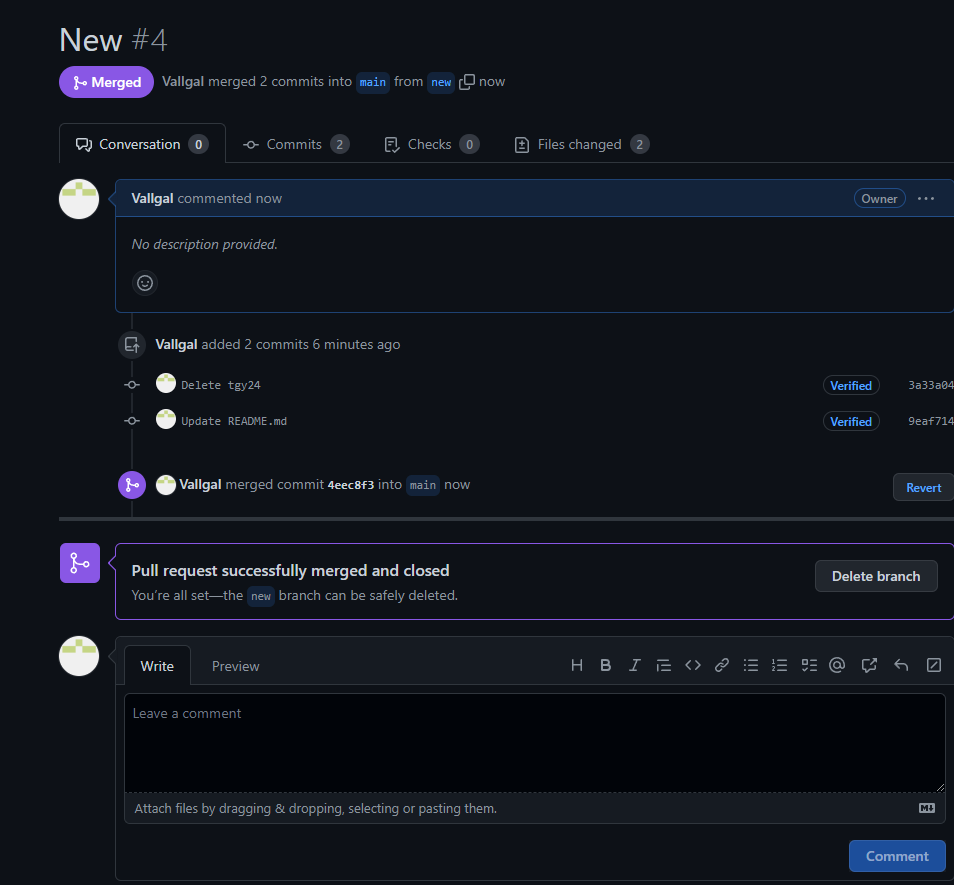 New #4
Merged Vallgal merged 2 commits into main from new now
Conversation 0 Commits 2 Checks 0 Files changed 2
Vallgal commented now Owner
No description provided.
Vallgal added 2 commits 6 minutes ago
Delete tgy24 Verified 3a33a04
Update README.md Verified 9eaf714
Vallgal merged commit 4eec8f3 into main now Revert
Pull request successfully merged and closed
You're all set—the new branch can be safely deleted. Delete branch
Write Preview
Leave a comment
Attach files by dragging & dropping, selecting or pasting them.
Comment